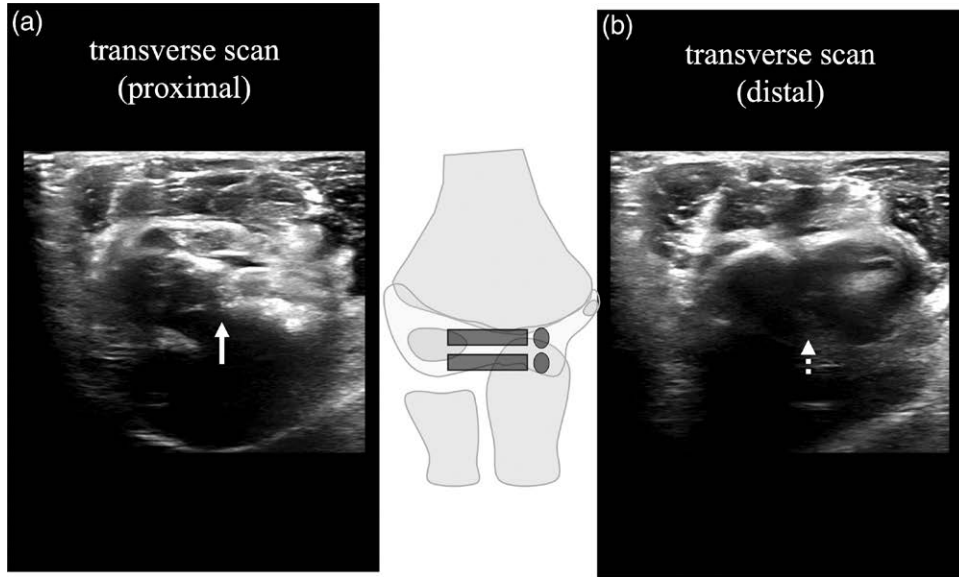 (a)
transverse scan
(proximal)
(b)
transverse scan
(distal)